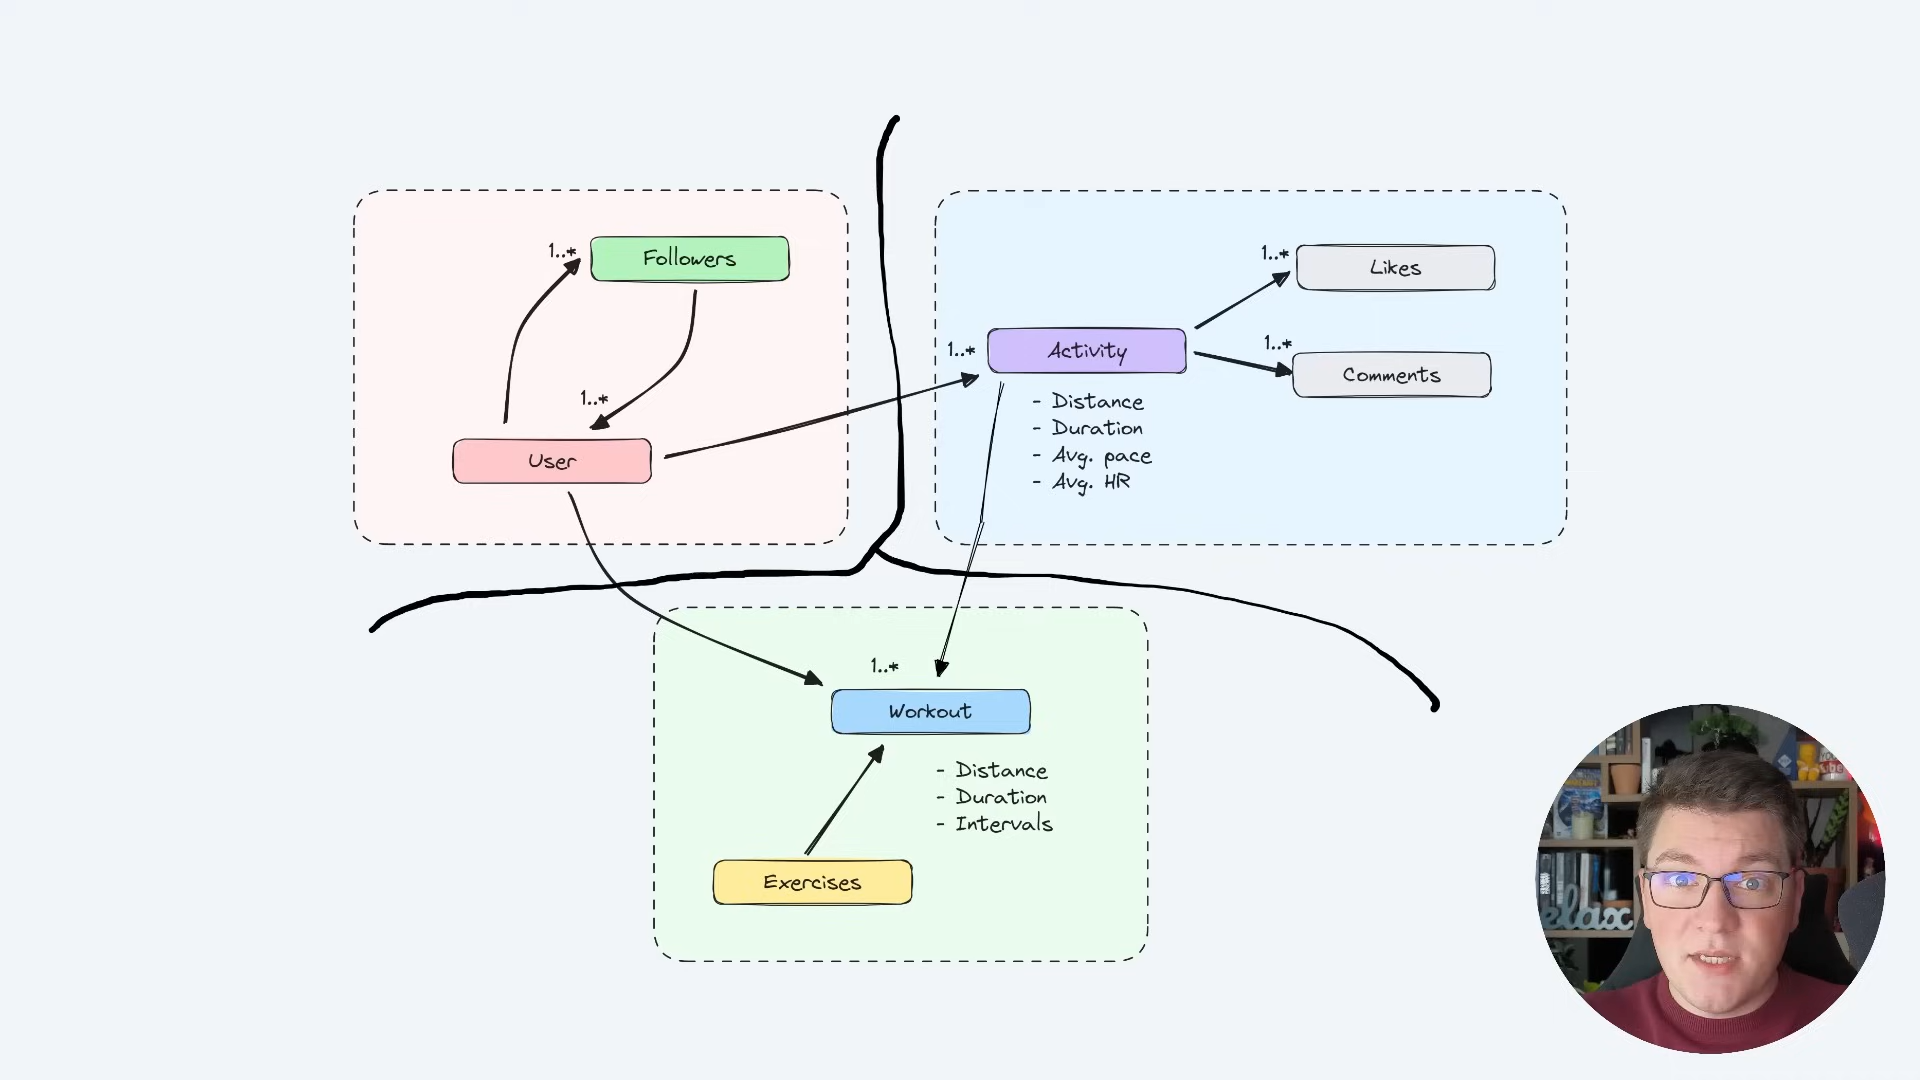 1..*
Followers
1..*
User
1..*
Likes
1..*
Activity
1..*
Comments
- Distance
- Duration
- Avg. pace
- Avg. HR
1..*
Workout
- Distance
- Duration
- Intervals
Exercises
elax